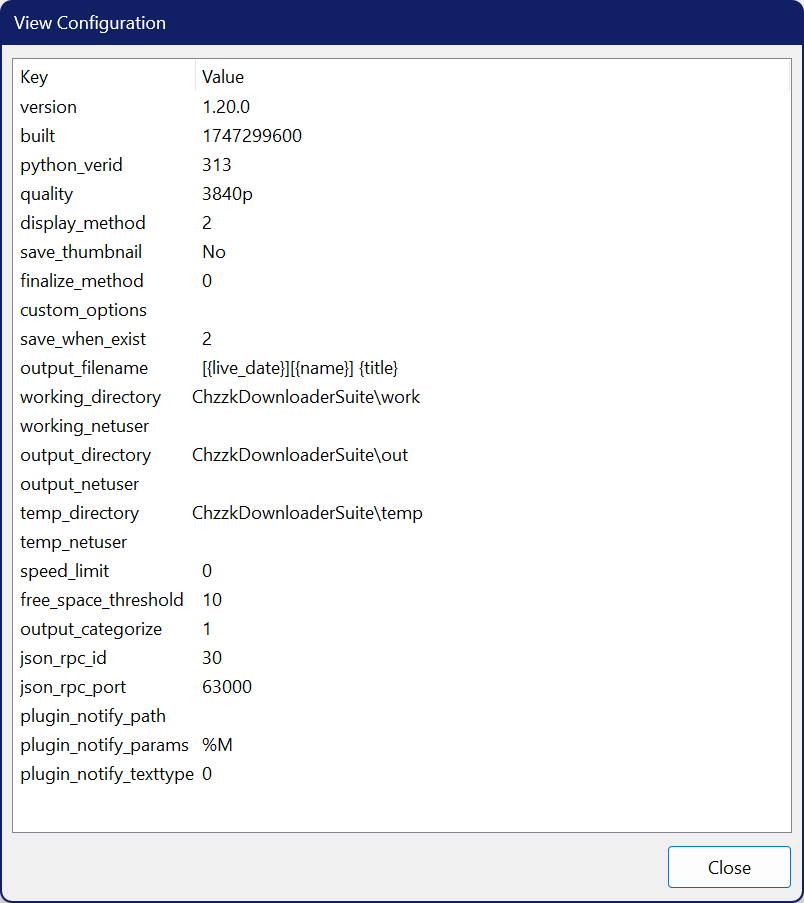 View Configuration
Key Value
version 1.20.0
built 1747299600
python_verid 313
quality 3840p
display_method 2
save_thumbnail No
finalize_method 0
custom_options
save_when_exist 2
output_filename [{live_date}][{name}] {title}
working_directory ChzzkDownloaderSuite\work
working_netuser
output_directory ChzzkDownloaderSuite\out
output_netuser
temp_directory ChzzkDownloaderSuite\temp
temp_netuser
speed_limit 0
free_space_threshold 10
output_categorize 1
json_rpc_id 30
json_rpc_port 63000
plugin_notify_path
plugin_notify_params %M
plugin_notify_texttype 0
Close